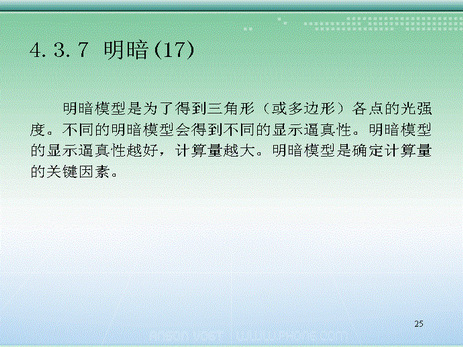 4.3.7 明暗(17)
明暗模型是为了得到三角形（或多边形）各点的光强
度。不同的明暗模型会得到不同的显示逼真性。明暗模型
的显示逼真性越好，计算量越大。明暗模型是确定计算量
的关键因素。
25